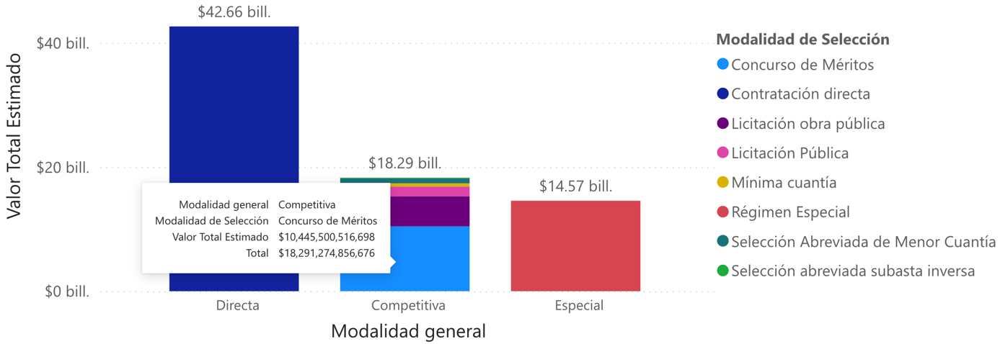 $42.66 bill.
$40 bill.
$20 bill.
$0 bill.
Valor Total Estimado
$18.29 bill.
$14.57 bill.
Modalidad general Competitiva
Modalidad de Selección Concurso de Méritos
Valor Total Estimado $10,445,500,516,698
Total $18,291,274,856,676
Directa
Competitiva
Especial
Modalidad general
Modalidad de Selección
Concurso de Méritos
Contratación directa
Licitación obra pública
Licitación Pública
Mínima cuantía
Régimen Especial
Selección Abreviada de Menor Cuantía
Selección abreviada subasta inversa